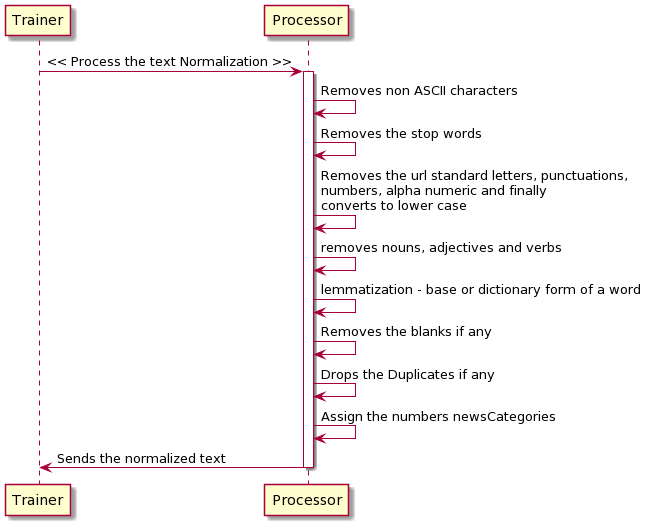 Trainer
Processor
<< Process the text Normalization >>
Removes non ASCII characters
Removes the stop words
Removes the url standard letters, punctuations,
numbers, alpha numeric and finally
converts to lower case
removes nouns, adjectives and verbs
lemmatization - base or dictionary form of a word
Removes the blanks if any
Drops the Duplicates if any
Assign the numbers newsCategories
Sends the normalized text
Trainer
Processor